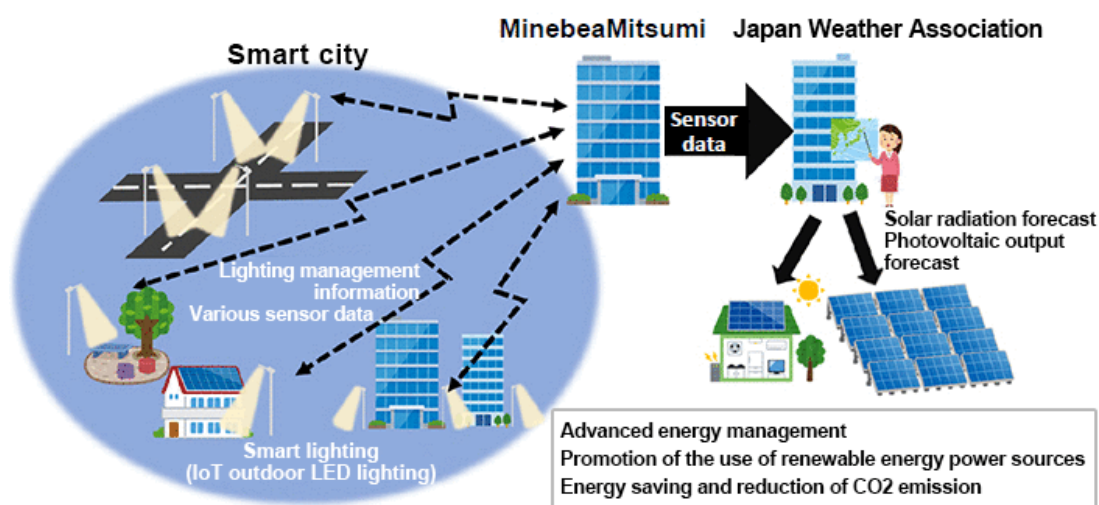 MinebeaMitsumi
Japan Weather Association
Smart city
Sensor
data
Solar radiation forecast
Photovoltaic output
forecast
Lighting management
information
Various sensor data
Smart lighting
(IoT outdoor LED lighting)
Advanced energy management
Promotion of the use of renewable energy power sources
Energy saving and reduction of CO2 emission